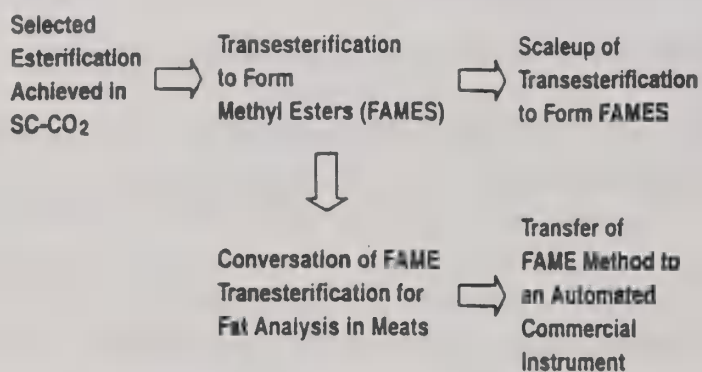 Selected
Esterification
Achieved in
SC-CO2
Transesterification
to Form
Methyl Esters (FAMES)
Scaleup of
Transesterification
to Form FAMES
Conversation of FAME
Tranesterification for
Fat Analysis in Meats
Transfer of
FAME Method to
an Automated
Commercial
Instrument